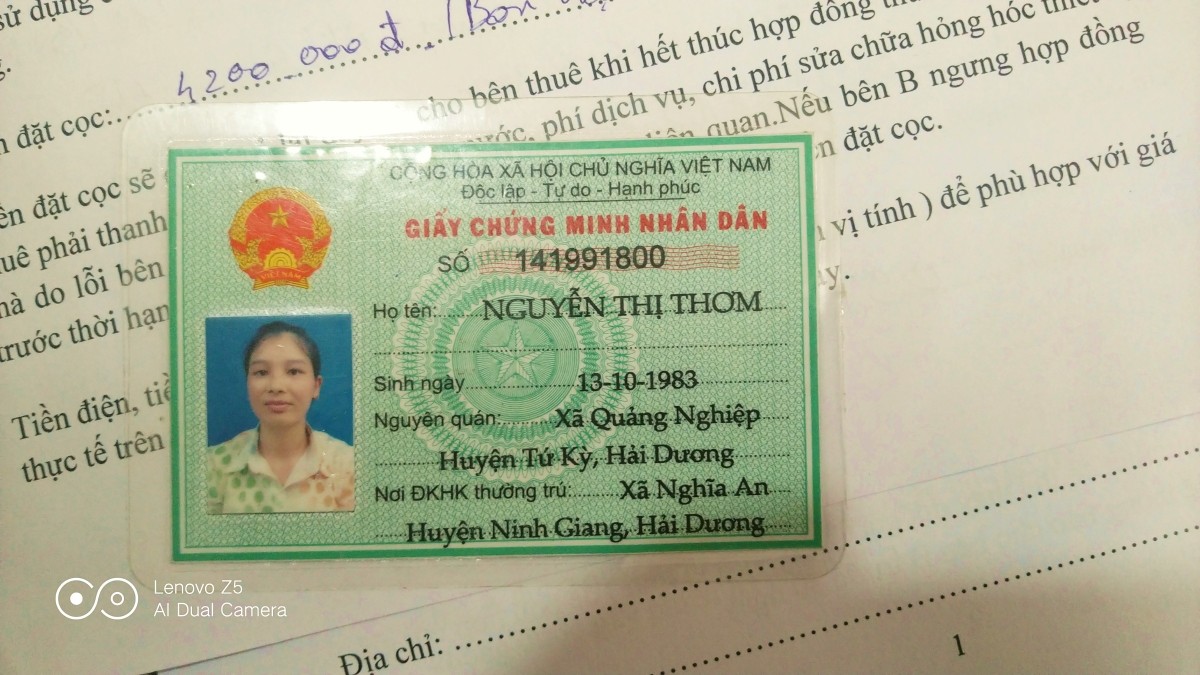 sử dụng
4200.000 đ. (Bốn
đặt cọc:
cho bên thuê khi hết thúc hợp đồng
phí dịch vụ, chi phí sửa chữa hỏng hóc
quan.Nếu bên B ngưng hợp đồng
đặt cọc sẽ
đặt cọc.
phải thanh
vị tính ) để phù hợp với giá
do lỗi bên
trước thời hạn
Tiền điện,
thực tế trên
CỘNG HÒA XÃ HỘI CHỦ NGHĨA VIỆT NAM
Độc lập - Tự do - Hạnh phúc
GIẤY CHỨNG MINH NHÂN DÂN
SỐ 141991800
VIỆT NAM
Họ tên: NGUYỄN THỊ THƠM
Sinh ngày 13-10-1983
Nguyên quán: Xã Quảng Nghiệp
Huyện Tứ Kỳ, Hải Dương
Nơi ĐKHK thường trú: Xã Nghĩa An
Huyện Ninh Giang, Hải Dương
Địa chỉ:
1
Lenovo Z5
AI Dual Camera